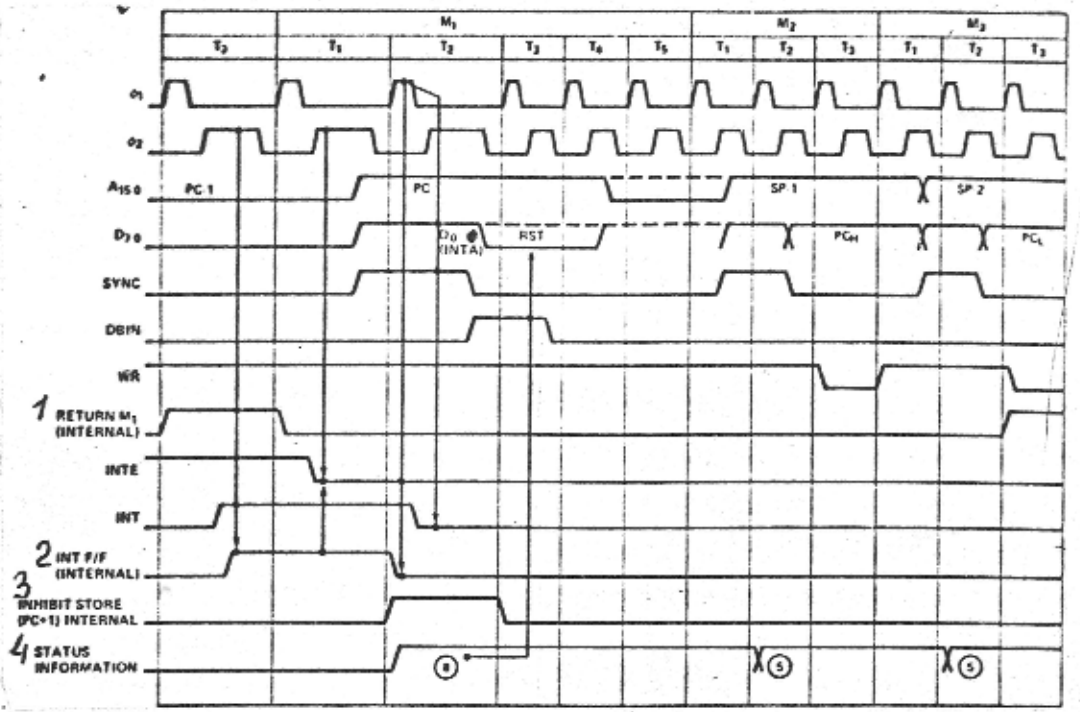 M1 M2 M3
T3 T1 T2 T3 T4 T5 T1 T2 T3 T1 T2 T3
ø1
ø2
A15-0 PC-1 PC SP-1 SP-2
D7-0 D0 (INTA) RST PCH PCL
SYNC
DBIN
WR
1 RETURN M1
(INTERNAL)
INTE
INT
2 INT F/F
(INTERNAL)
3
INHIBIT STORE
(PC+1) INTERNAL
4 STATUS
INFORMATION 8 5 5